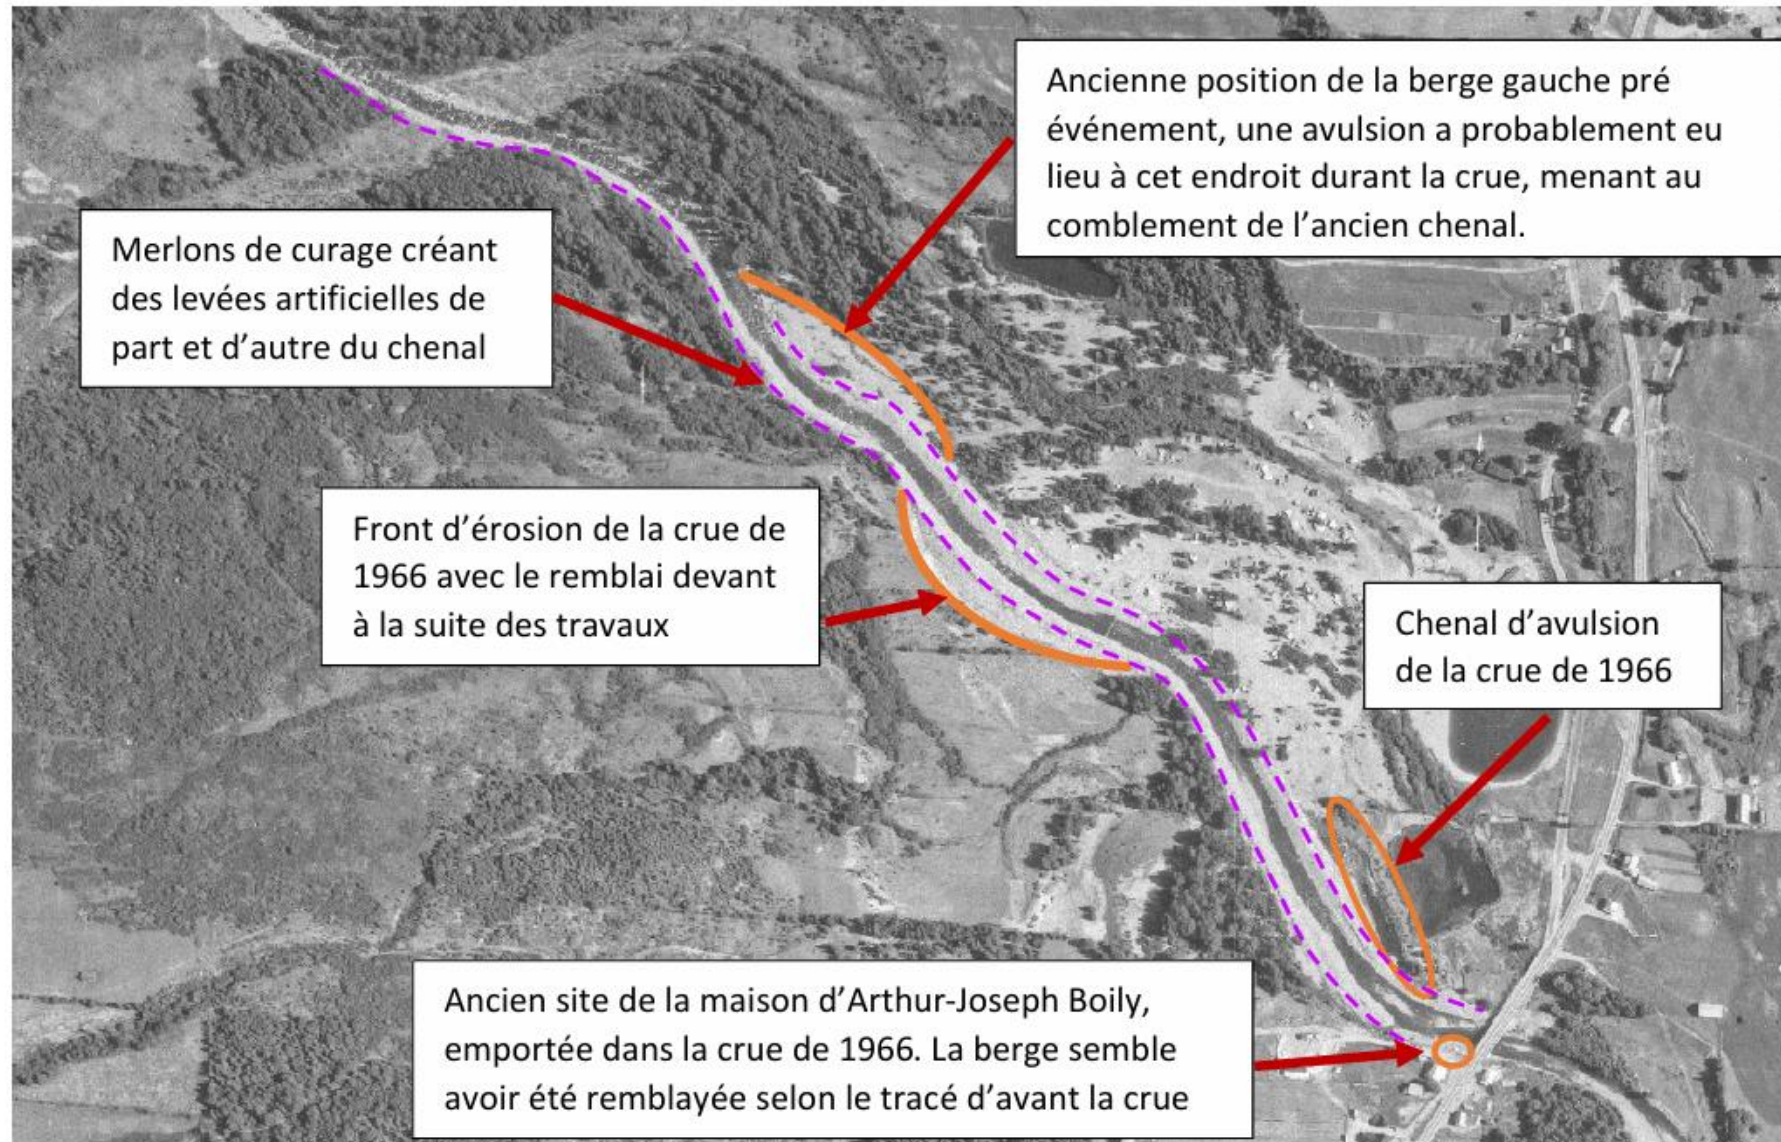 Ancienne position de la berge gauche pré
événement, une avulsion a probablement eu
lieu à cet endroit durant la crue, menant au
comblement de l’ancien chenal.
Merlons de curage créant
des levées artificielles de
part et d’autre du chenal
Front d’érosion de la crue de
1966 avec le remblai devant
à la suite des travaux
Chenal d’avulsion
de la crue de 1966
Ancien site de la maison d’Arthur-Joseph Boily,
emportée dans la crue de 1966. La berge semble
avoir été remblayée selon le tracé d’avant la crue